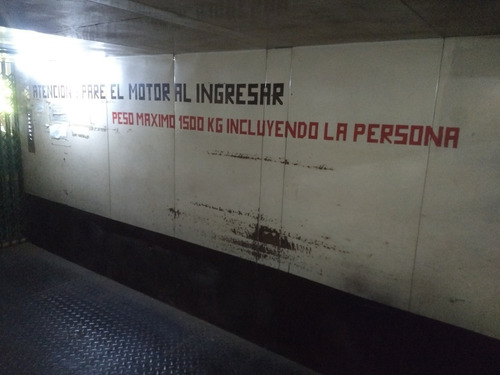 ATENCION : PARE EL MOTOR AL INGRESAR
PESO MAXIMO 1500 KG INCLUYENDO LA PERSONA